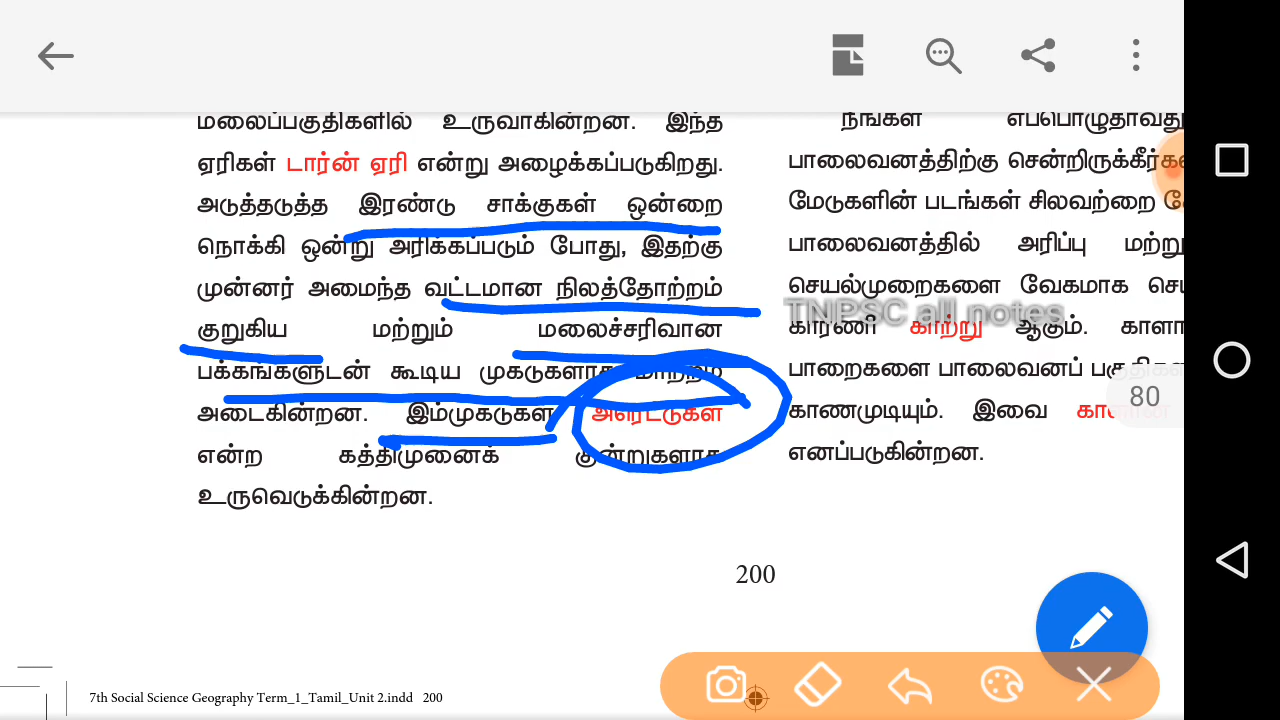 மலைப்பகுதிகளில் உருவாகின்றன. இந்த
ஏரிகள் டார்ன் ஏரி என்று அழைக்கப்படுகிறது.
அடுத்தடுத்த இரண்டு சாக்குகள் ஒன்றை
நொக்கி ஒன்று அரிக்கப்படும் போது, இதற்கு
முன்னர் அமைந்த வட்டமான நிலத்தோற்றம்
குறுகிய மற்றும் மலைச்சரிவான
பக்கங்களுடன் கூடிய முகடுகளாக மாற்றம்
அடைகின்றன. இம்முகடுகள் அரெட்டுகள்
என்ற கத்திமுனைக் குன்றுகளாக
உருவெடுக்கின்றன.
நீங்கள் எப்பொழுதாவது
பாலைவனத்திற்கு
மேடுகளின் படங்கள் சிலவற்றை
பாலைவனத்தில் அரிப்பு மற்று
செயல்முறைகளை வேகமாக
காரணி காற்று ஆகும்.
பாறைகளை பாலைவனப்
காணமுடியும். இவை
எனப்படுகின்றன.
TNPSC all notes
80
200
7th Social Science Geography Term_1_Tamil_Unit 2.indd 200